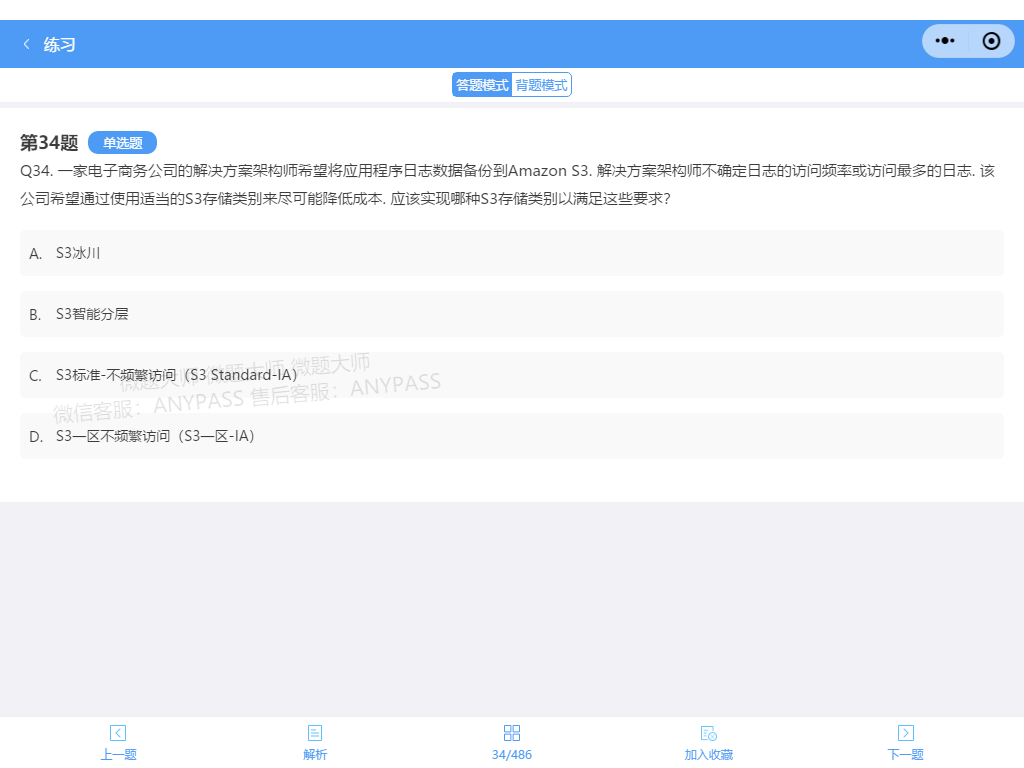 练习
答题模式 背题模式
第34题 单选题
Q34. 一家电子商务公司的解决方案架构师希望将应用程序日志数据备份到Amazon S3. 解决方案架构师不确定日志的访问频率或访问最多的日志. 该
公司希望通过使用适当的S3存储类别来尽可能降低成本. 应该实现哪种S3存储类别以满足这些要求?
A. S3冰川
B. S3智能分层
C. S3标准-不频繁访问（S3 Standard-IA）
微题大师 微题大师 微题大师
微信客服：ANYPASS 售后客服：ANYPASS
D. S3一区不频繁访问（S3一区-IA）
上一题 解析 34/486 加入收藏 下一题